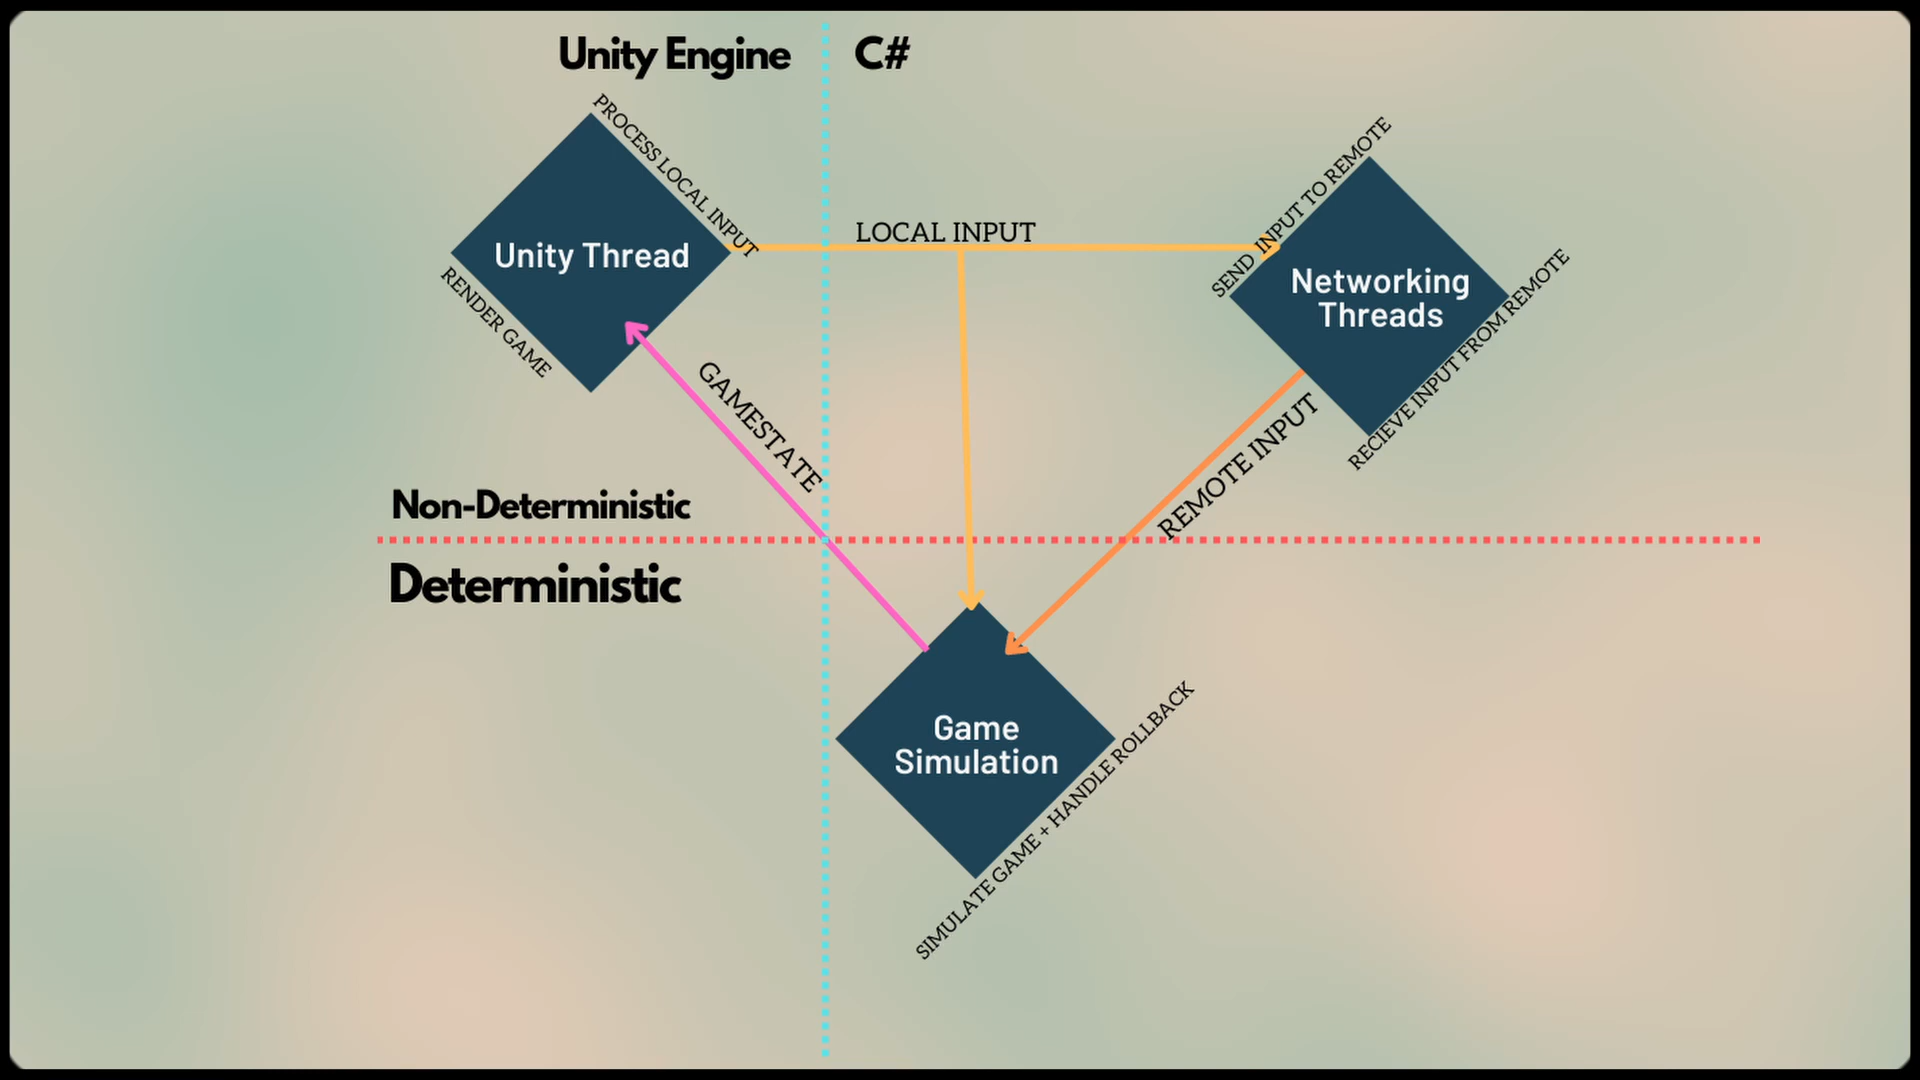 Unity Engine
C#
PROCESS LOCAL INPUT
Unity Thread
RENDER GAME
LOCAL INPUT
SEND INPUT TO REMOTE
Networking
Threads
RECIEVE INPUT FROM REMOTE
GAMESTATE
REMOTE INPUT
Non-Deterministic
Deterministic
Game
Simulation
SIMULATE GAME + HANDLE ROLLBACK